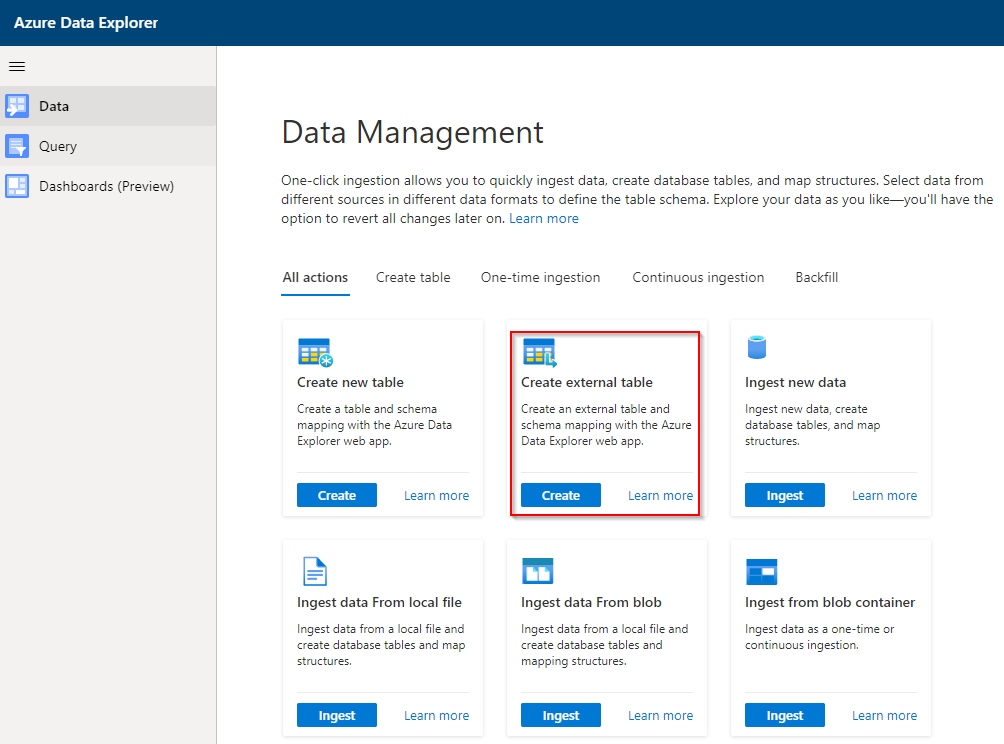 Azure Data Explorer
Data
Query
Dashboards (Preview)
Data Management
One-click ingestion allows you to quickly ingest data, create database tables, and map structures. Select data from
different sources in different data formats to define the table schema. Explore your data as you like—you'll have the
option to revert all changes later on. Learn more
All actions
Create table
One-time ingestion
Continuous ingestion
Backfill
Create new table
Create a table and schema
mapping with the Azure Data
Explorer web app.
Create
Learn more
Create external table
Create an external table and
schema mapping with the Azure
Data Explorer web app.
Create
Learn more
Ingest new data
Ingest new data, create
database tables, and map
structures.
Ingest
Learn more
Ingest data From local file
Ingest data from a local file and
create database tables and map
structures.
Ingest
Learn more
Ingest data From blob
Ingest data from a local file and
create database tables and
mapping structures.
Ingest
Learn more
Ingest from blob container
Ingest data as a one-time or
continuous ingestion.
Ingest
Learn more